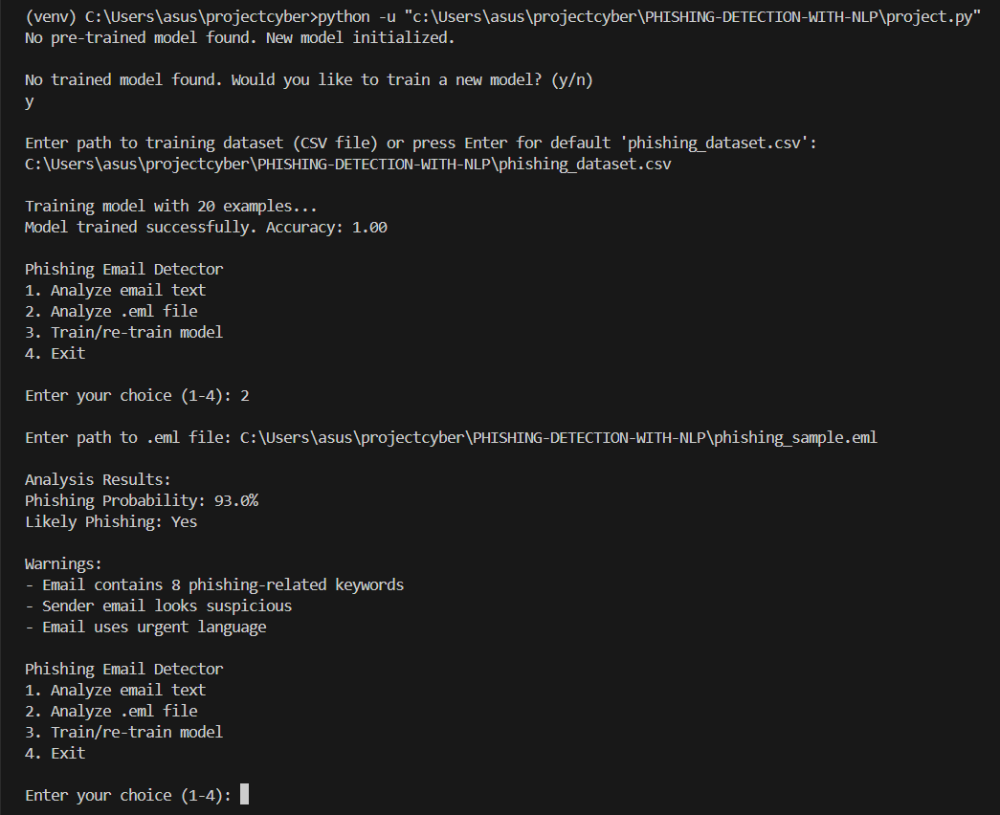 (venv) C:\Users\asus\projectcyber>python -u "c:\Users\asus\projectcyber\PHISHING-DETECTION-WITH-NLP\project.py"
No pre-trained model found. New model initialized.
No trained model found. Would you like to train a new model? (y/n)
y
Enter path to training dataset (CSV file) or press Enter for default 'phishing_dataset.csv':
C:\Users\asus\projectcyber\PHISHING-DETECTION-WITH-NLP\phishing_dataset.csv
Training model with 20 examples...
Model trained successfully. Accuracy: 1.00
Phishing Email Detector
1. Analyze email text
2. Analyze .eml file
3. Train/re-train model
4. Exit
Enter your choice (1-4): 2
Enter path to .eml file: C:\Users\asus\projectcyber\PHISHING-DETECTION-WITH-NLP\phishing_sample.eml
Analysis Results:
Phishing Probability: 93.0%
Likely Phishing: Yes
Warnings:
- Email contains 8 phishing-related keywords
- Sender email looks suspicious
- Email uses urgent language
Phishing Email Detector
1. Analyze email text
2. Analyze .eml file
3. Train/re-train model
4. Exit
Enter your choice (1-4):